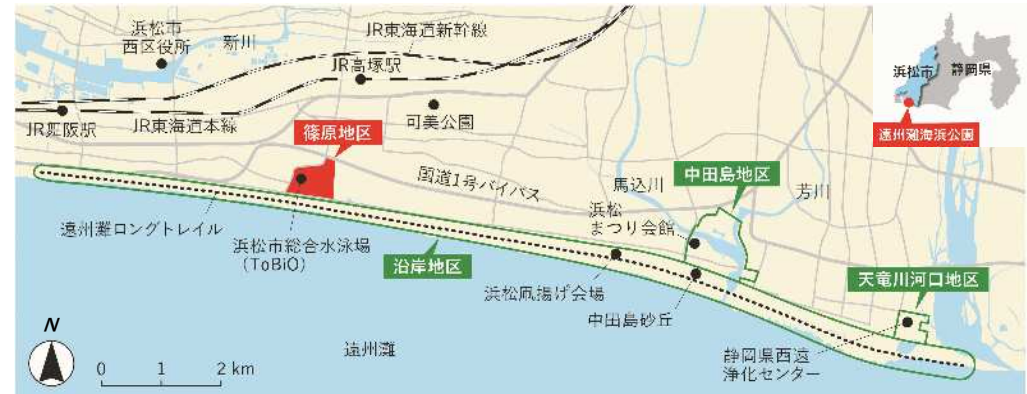 浜松市
西区役所
新川
JR東海道新幹線
JR高塚駅
JR舞阪駅
JR東海道本線
篠原地区
可美公園
国道1号バイパス
馬込川
中田島地区
芳川
浜松
まつり会館
遠州灘ロングトレイル
浜松市総合水泳場
(ToBiO)
沿岸地区
浜松凧揚げ会場
中田島砂丘
天竜川河口地区
静岡県西遠
浄化センター
遠州灘
N
0 1 2 km
浜松市
静岡県
遠州灘海浜公園